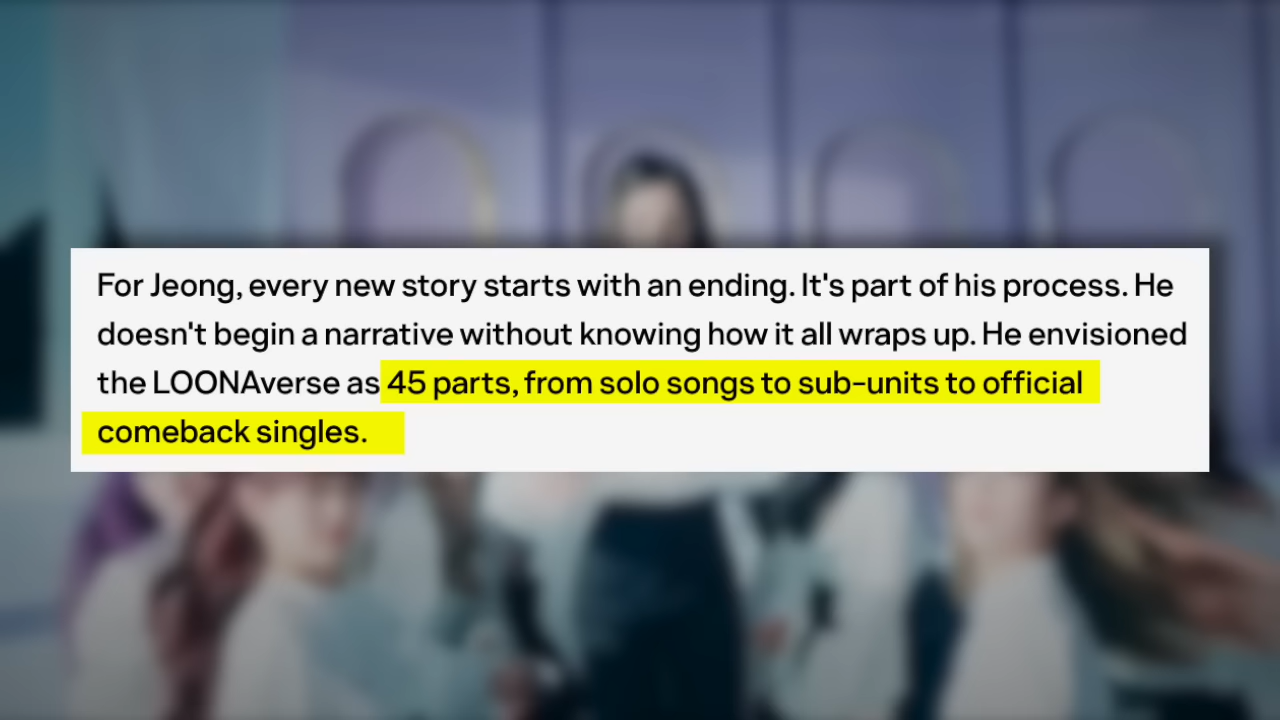 For Jeong, every new story starts with an ending. It's part of his process. He
doesn't begin a narrative without knowing how it all wraps up. He envisioned
the LOONAverse as 45 parts, from solo songs to sub-units to official
comeback singles.